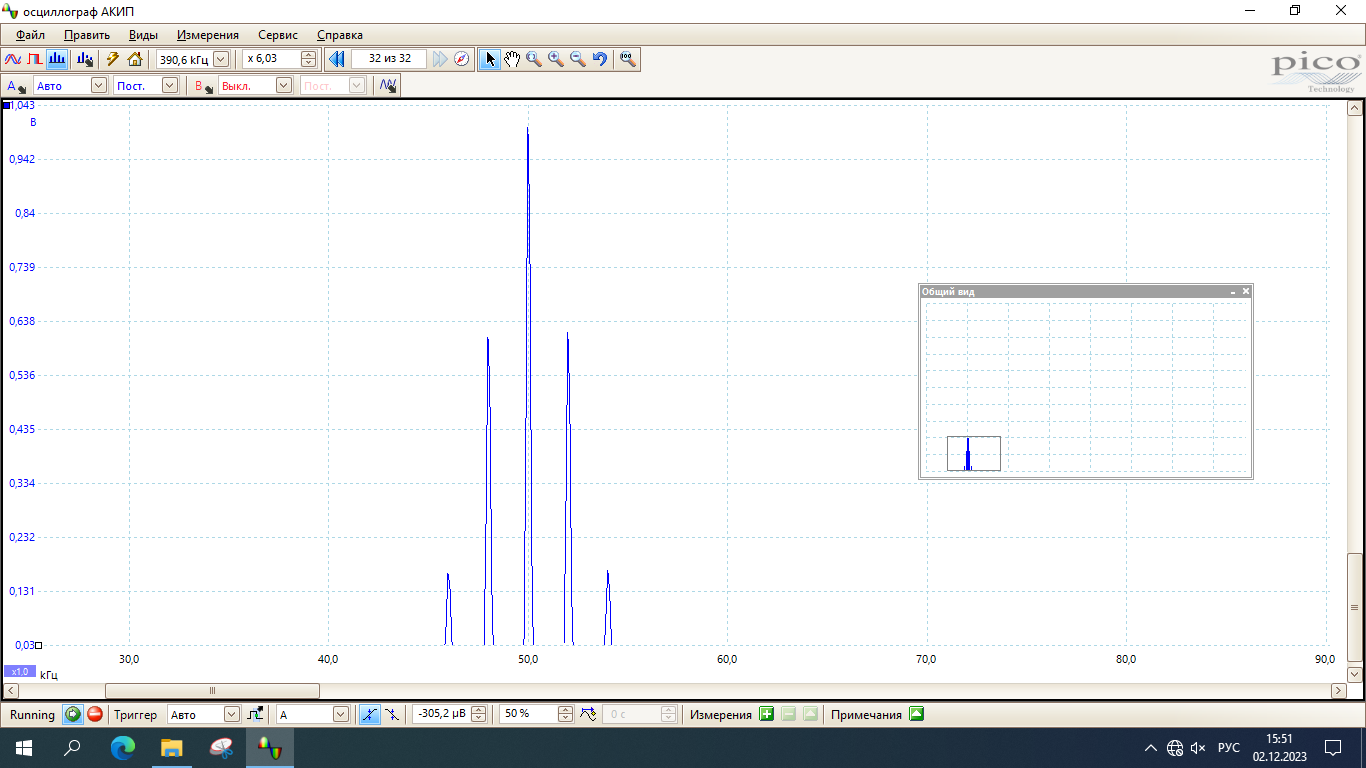 осциллограф АКИП
Файл Править Виды Измерения Сервис Справка
390,6 кГц x 6,03 32 из 32
pico
Technology
A Авто Пост. B Выкл. Пост.
1,043
В
0,942
0,84
0,739
0,638
0,536
0,435
0,334
0,232
0,131
0,03
Общий вид
30,0 40,0 50,0 60,0 70,0 80,0 90,0
x1,0 кГц
Running Триггер Авто A -305,2 µВ 50 % 0 с Измерения Примечания
РУС 15:51
02.12.2023